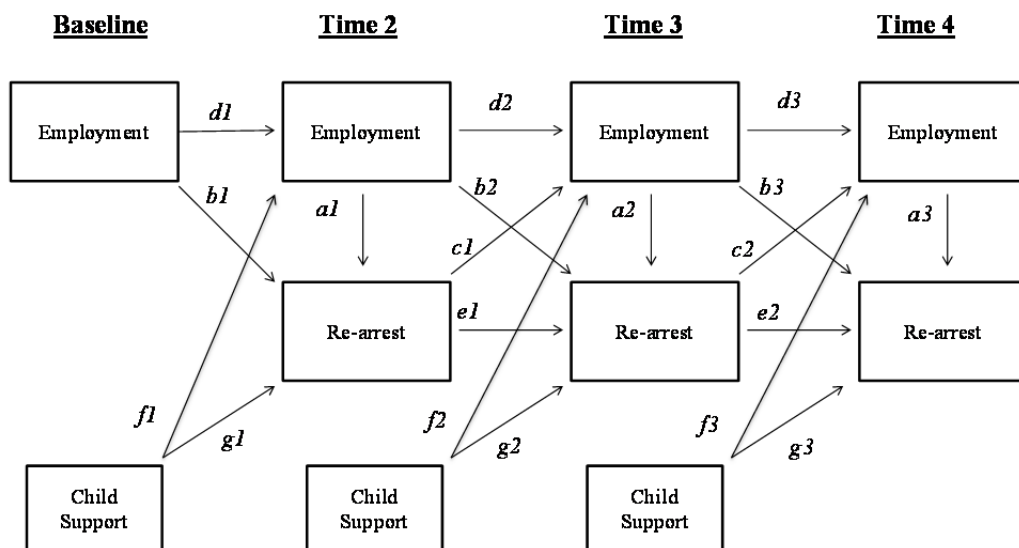 Baseline Time 2 Time 3 Time 4
d1 d2 d3
Employment Employment Employment Employment
b1 a1 b2 a2 b3 a3
c1 c2
e1 e2
Re-arrest Re-arrest Re-arrest
f1 g1 f2 g2 f3 g3
Child
Support
Child
Support
Child
Support